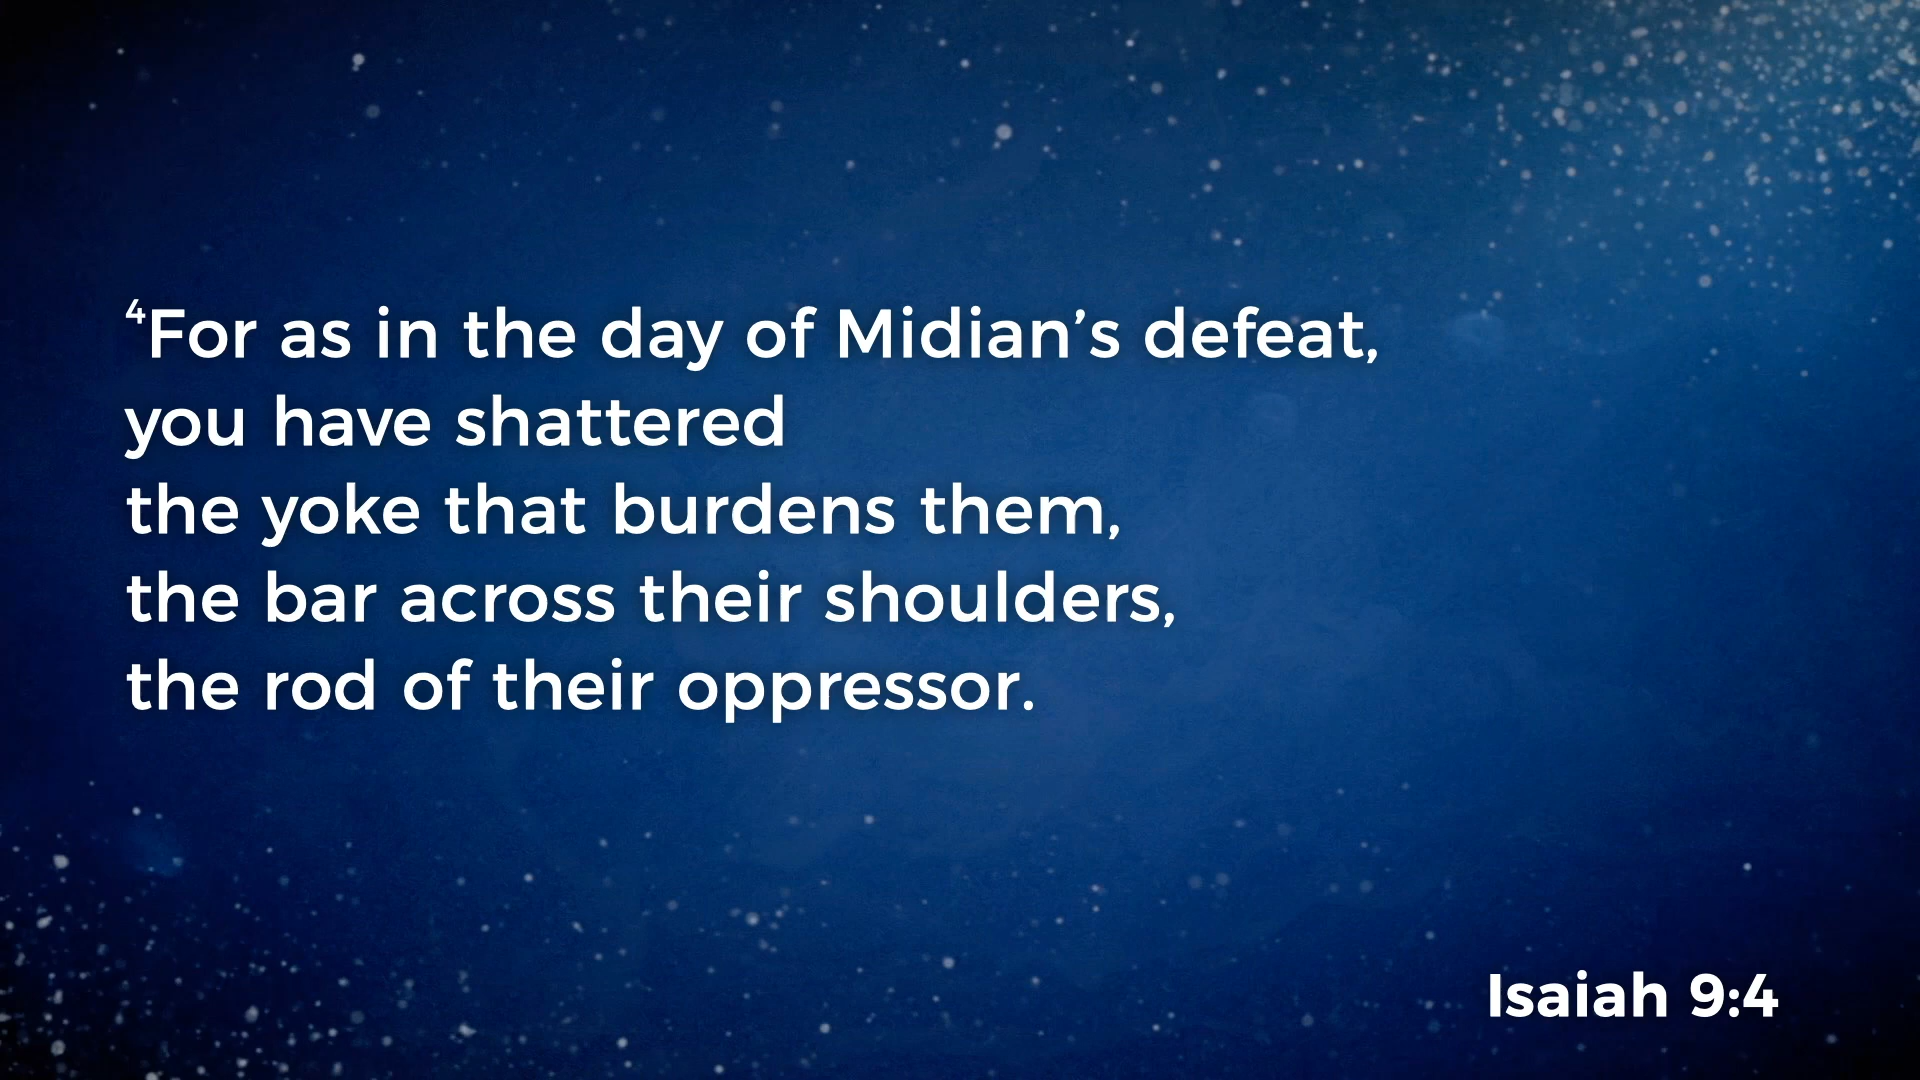 ⁴For as in the day of Midian’s defeat,
you have shattered
the yoke that burdens them,
the bar across their shoulders,
the rod of their oppressor.
Isaiah 9:4